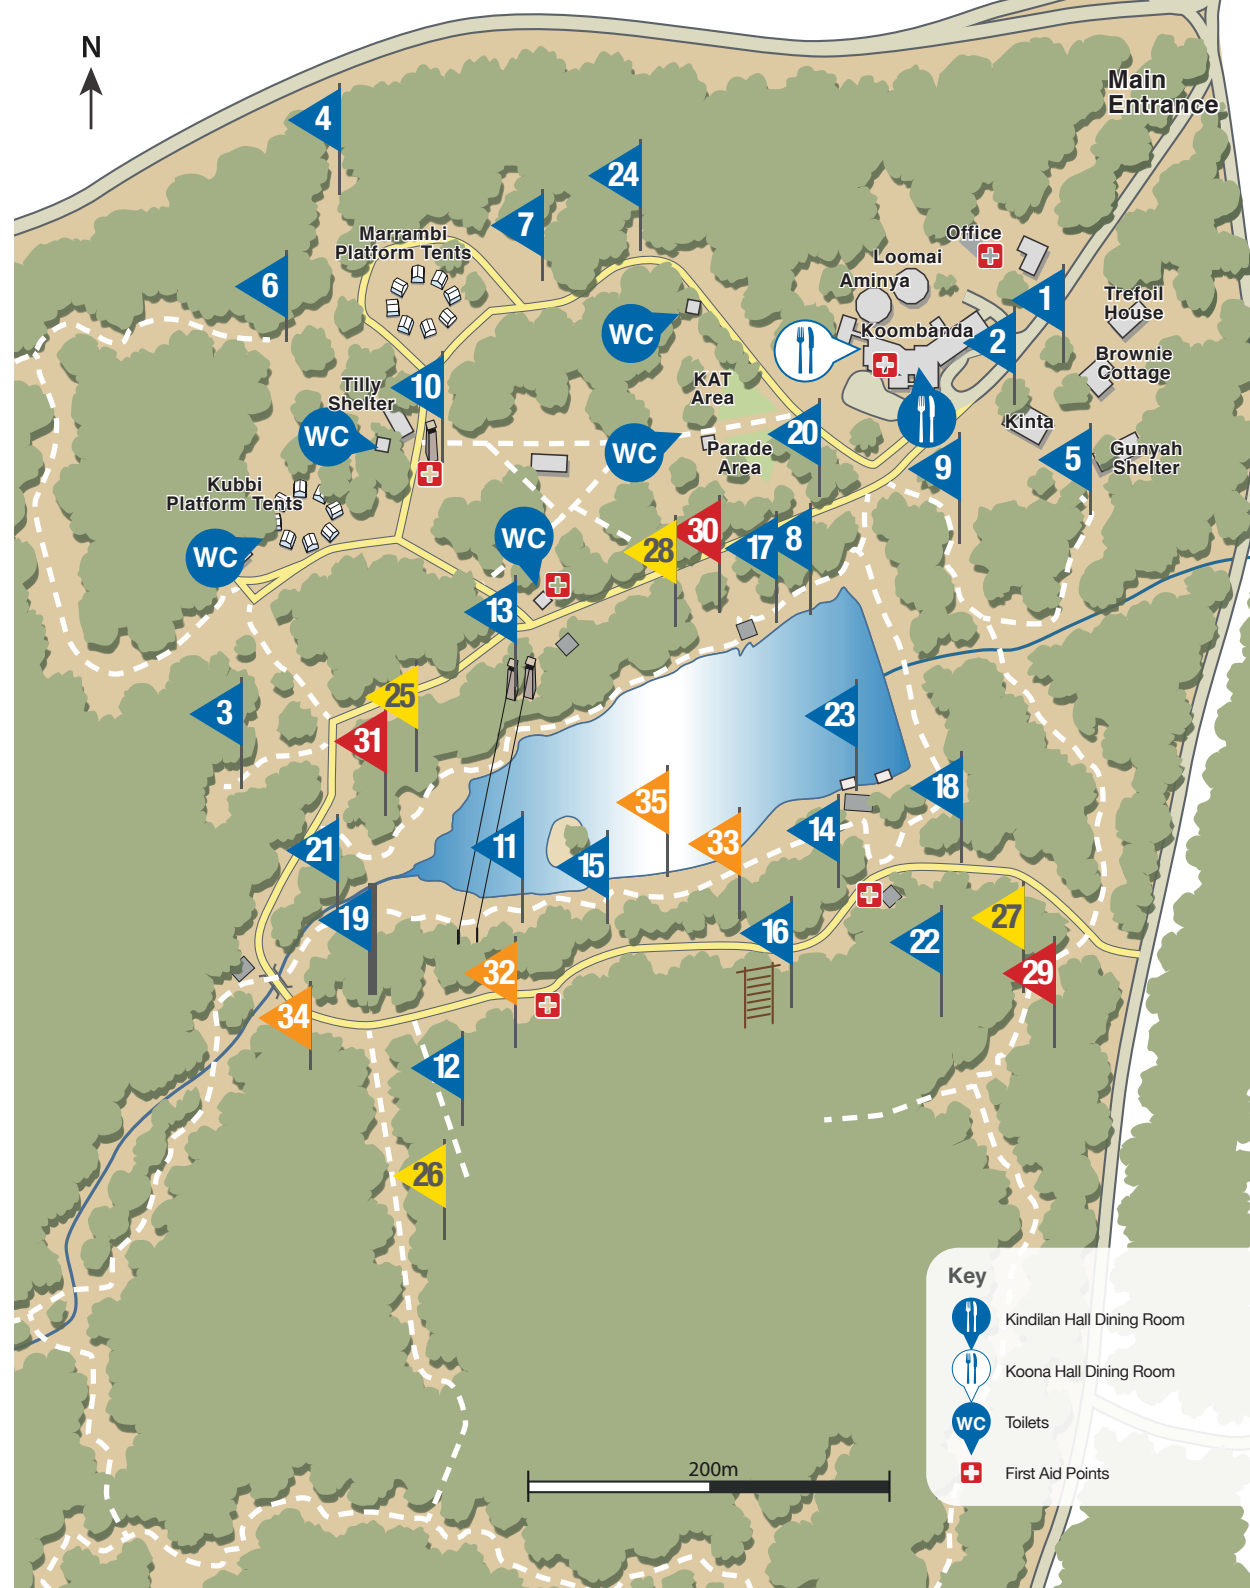 N
Main
Entrance
4
24
7
Marrambi
Platform Tents
Office
Loomai
Aminya
6
1
Trefoil
House
WC
Koombanda
2
Brownie
Cottage
10
Tilly
Shelter
KAT
Area
Kinta
WC
20
WC
Parade
Area
9
5
Gunyah
Shelter
Kubbi
Platform Tents
WC
WC
28
30
17
8
13
25
3
31
23
35
18
21
11
15
33
14
19
16
22
27
32
29
34
12
26
Key
Kindilan Hall Dining Room
Koona Hall Dining Room
WC
Toilets
First Aid Points
200m